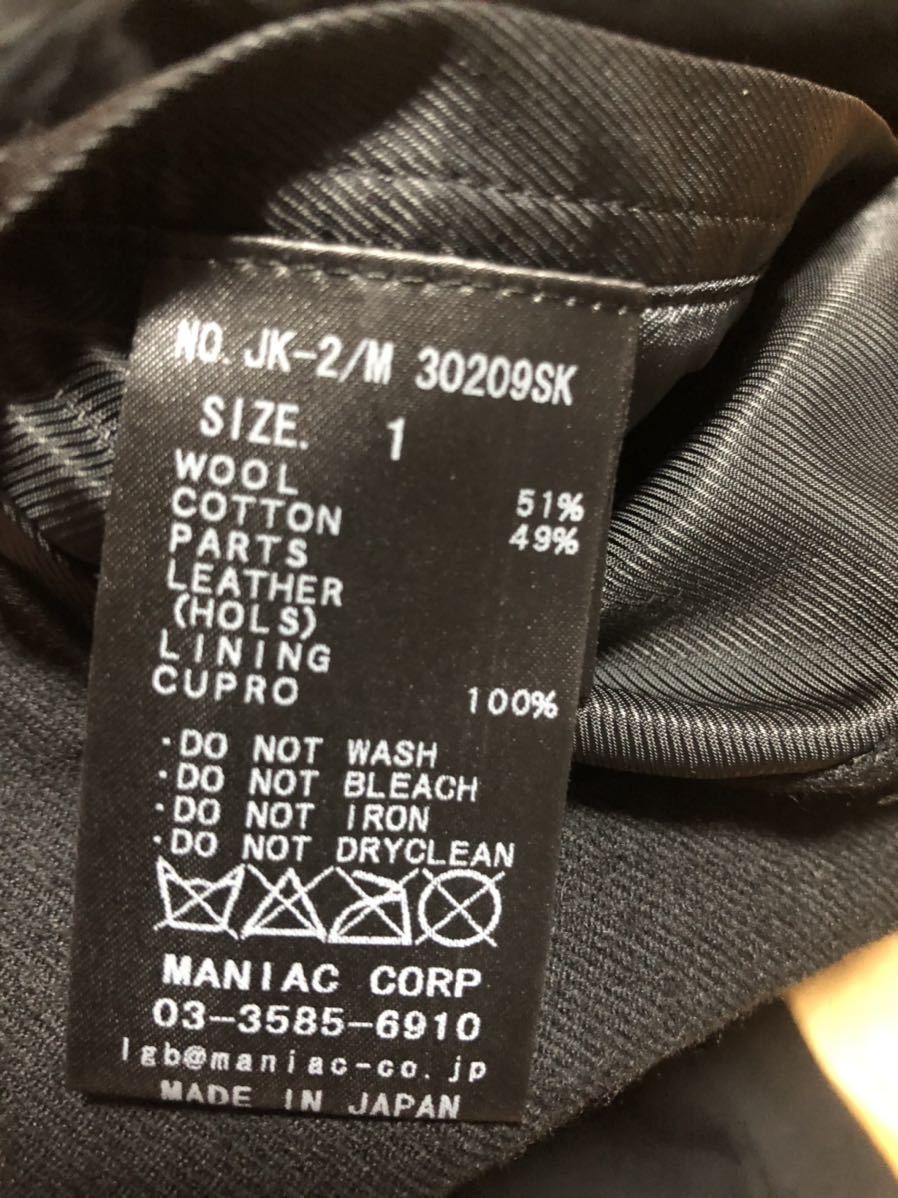 NO. JK-2/M 30209SK
SIZE. 1
WOOL 51%
COTTON 49%
PARTS
LEATHER
(HOLS)
LINING
CUPRO 100%
·DO NOT WASH
·DO NOT BLEACH
·DO NOT IRON
·DO NOT DRYCLEAN
MANIAC CORP
03-3585-6910
lgb@maniac-co.jp
MADE IN JAPAN